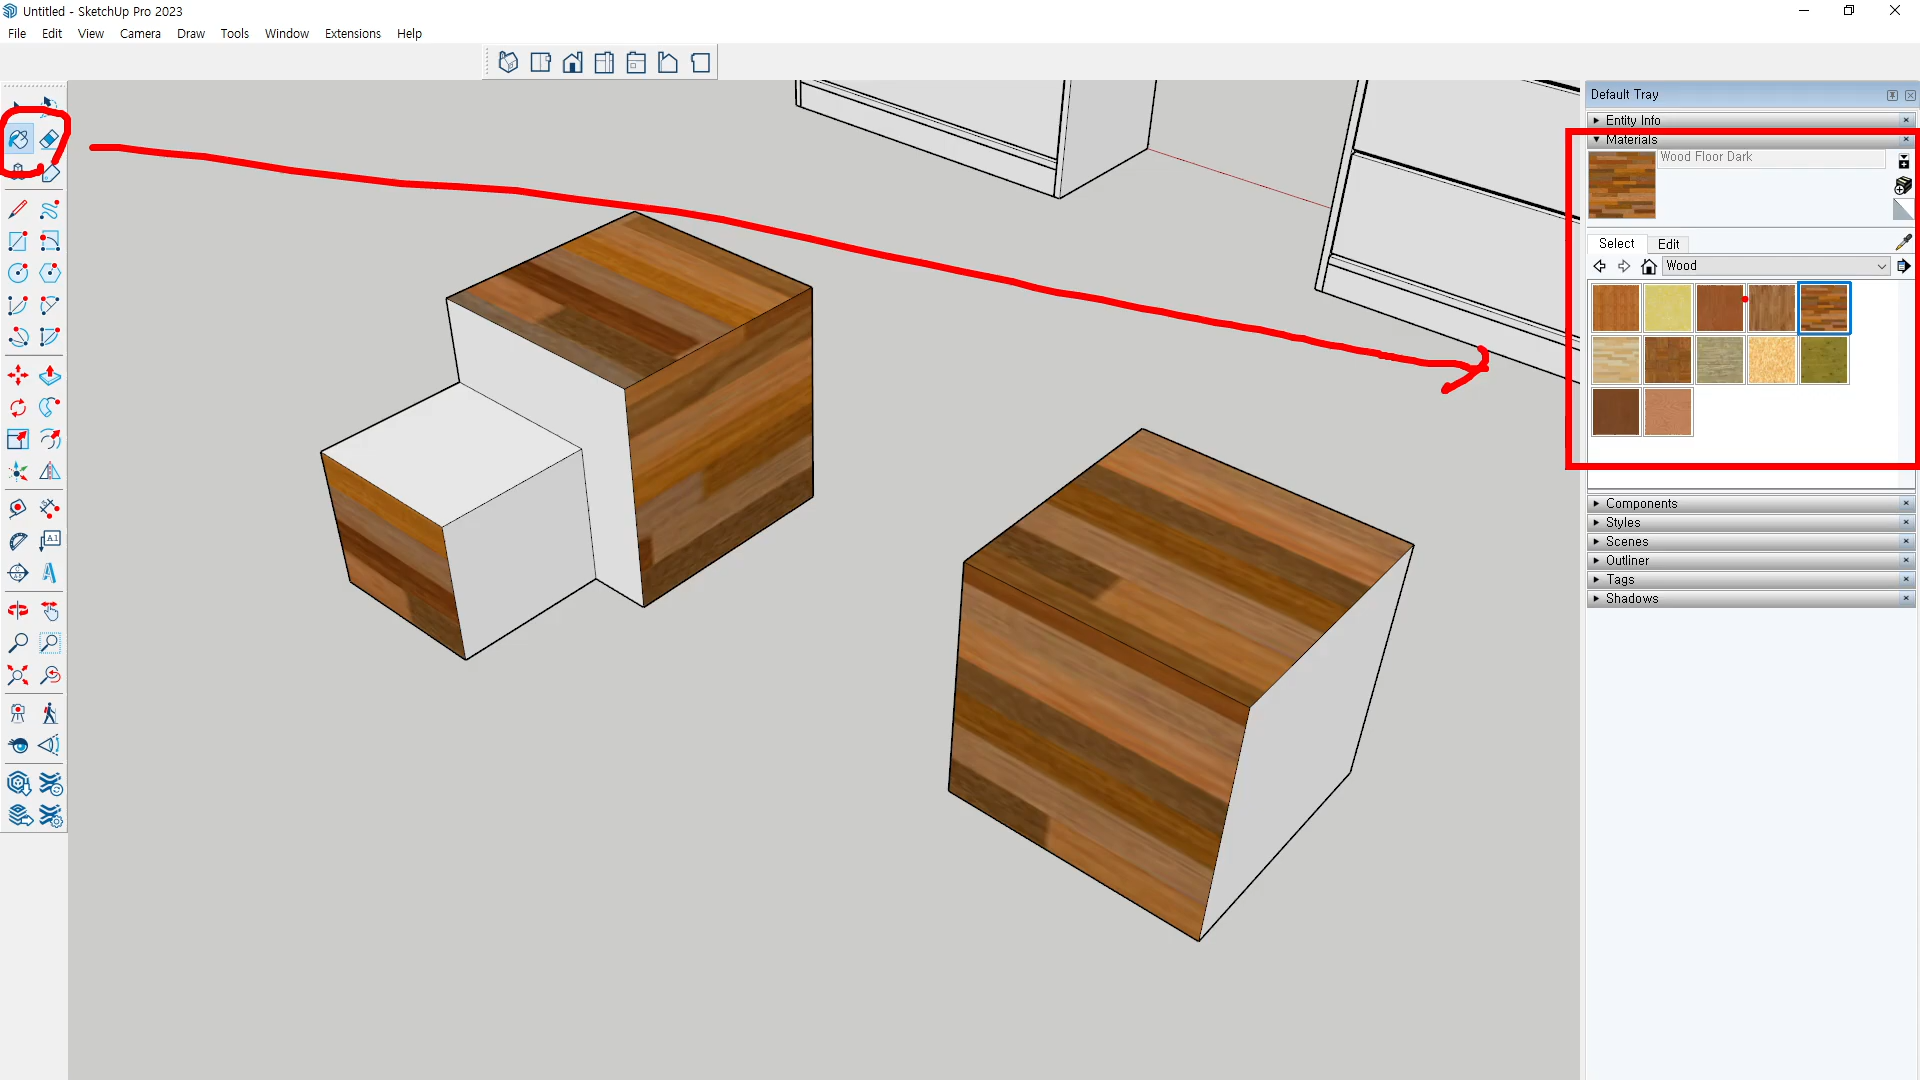 Untitled - SketchUp Pro 2023
File Edit View Camera Draw Tools Window Extensions Help
Default Tray
Entity Info
Materials
Wood Floor Dark
Select Edit
Wood
A1
A
Components
Styles
Scenes
Outliner
Tags
Shadows